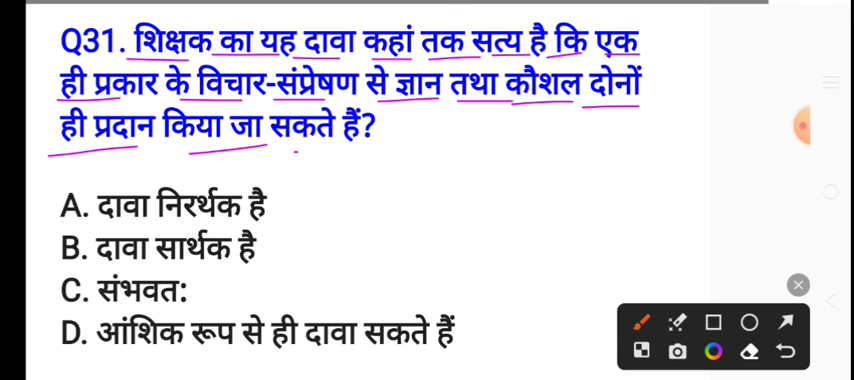 Q31. शिक्षक का यह दावा कहां तक सत्य है कि एक
ही प्रकार के विचार-संप्रेषण से ज्ञान तथा कौशल दोनों
ही प्रदान किया जा सकते हैं?
A. दावा निरर्थक है
B. दावा सार्थक है
C. संभवत:
D. आंशिक रूप से ही दावा सकते हैं